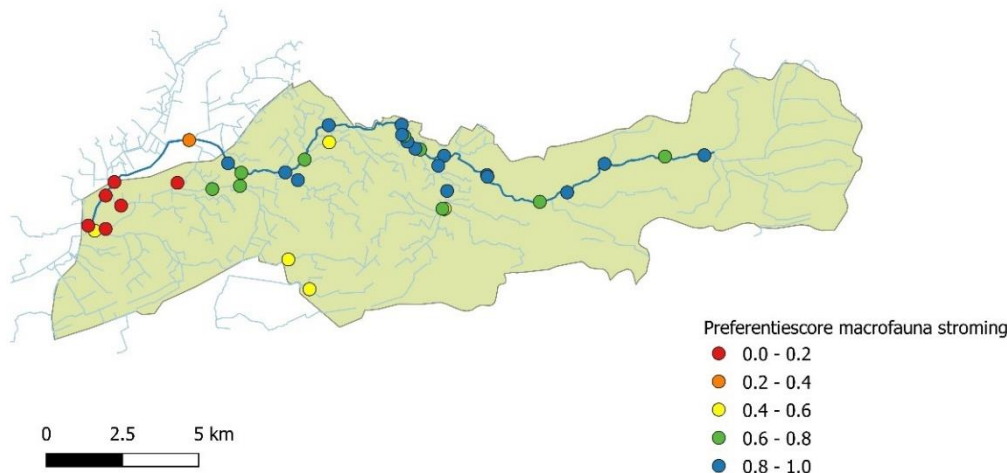 Preferentiescore macrofauna stroming
0.0 - 0.2
0.2 - 0.4
0.4 - 0.6
0.6 - 0.8
0.8 - 1.0
0 2.5 5 km